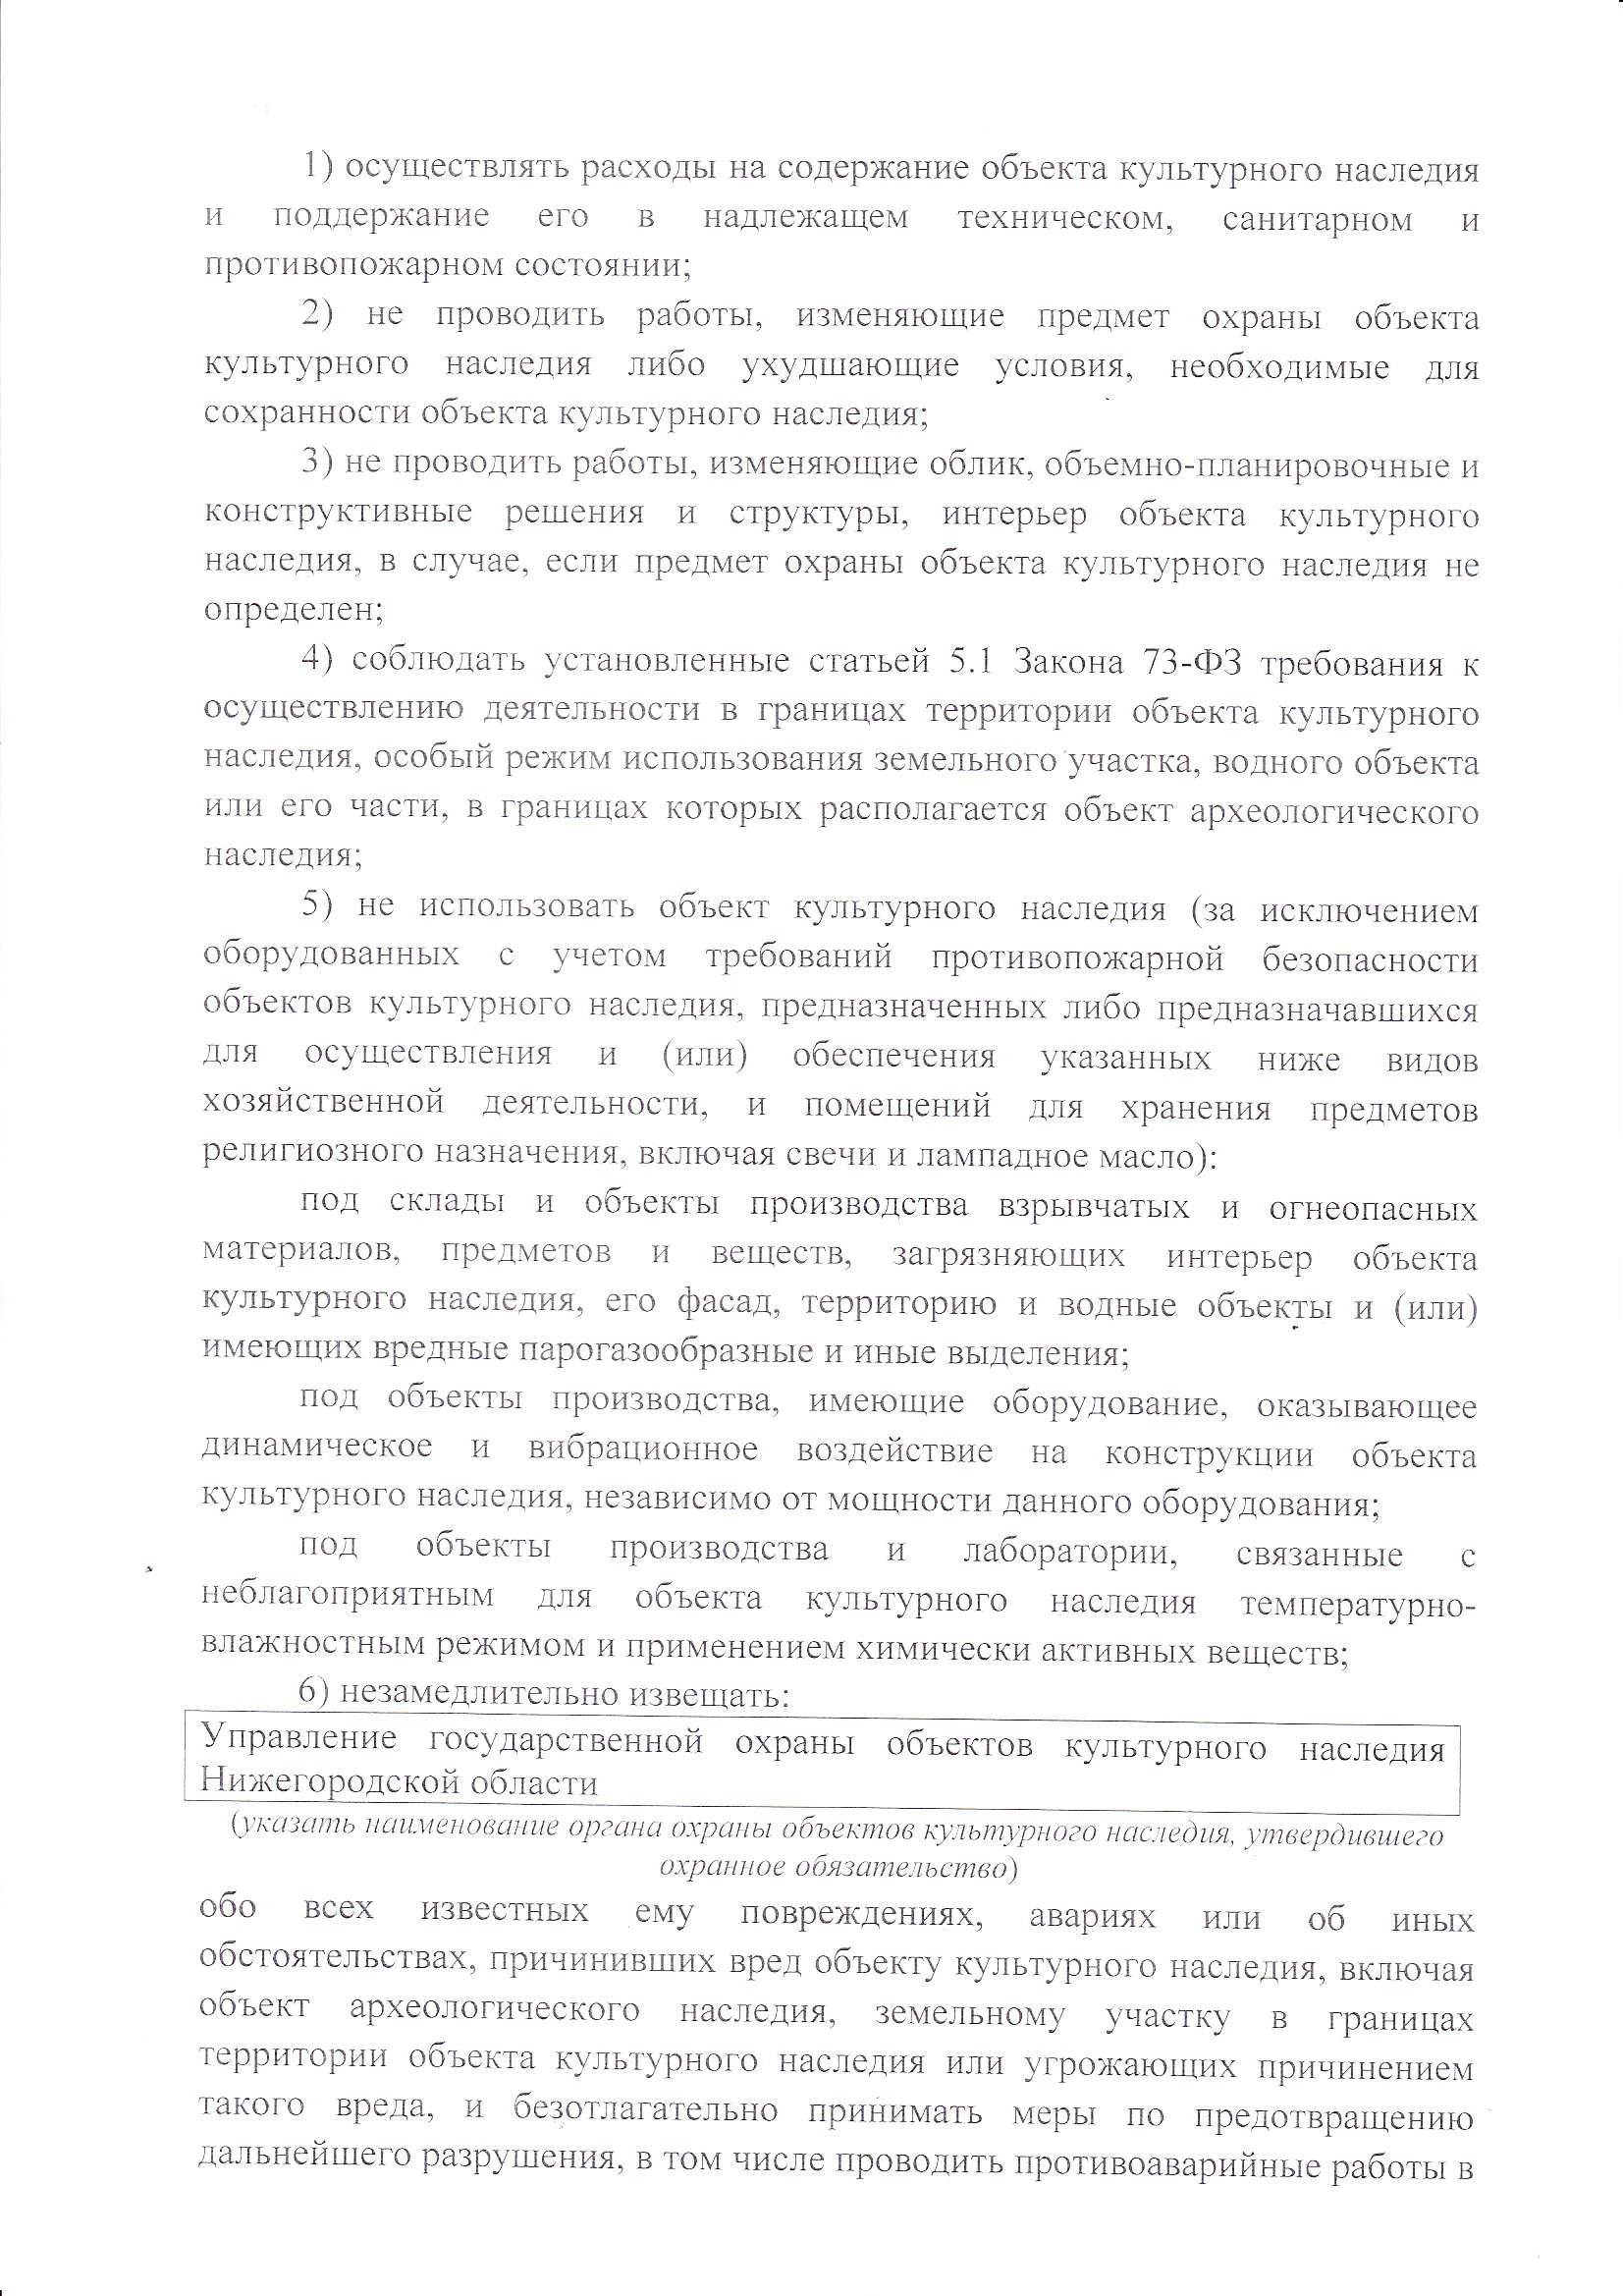 1) осуществлять расходы на содержание объекта культурного наследия
и поддержание его в надлежащем техническом, санитарном и
противопожарном состоянии;
2) не проводить работы, изменяющие предмет охраны объекта
культурного наследия либо ухудшающие условия, необходимые для
сохранности объекта культурного наследия;
3) не проводить работы, изменяющие облик, объемно-планировочные и
конструктивные решения и структуры, интерьер объекта культурного
наследия, в случае, если предмет охраны объекта культурного наследия не
определен;
4) соблюдать установленные статьей 5.1 Закона 73-ФЗ требования к
осуществлению деятельности в границах территории объекта культурного
наследия, особый режим использования земельного участка, водного объекта
или его части, в границах которых располагается объект археологического
наследия;
5) не использовать объект культурного наследия (за исключением
оборудованных с учетом требований противопожарной безопасности
объектов культурного наследия, предназначенных либо предназначавшихся
для осуществления и (или) обеспечения указанных ниже видов
хозяйственной деятельности, и помещений для хранения предметов
религиозного назначения, включая свечи и лампадное масло):
под склады и объекты производства взрывчатых и огнеопасных
материалов, предметов и веществ, загрязняющих интерьер объекта
культурного наследия, его фасад, территорию и водные объекты и (или)
имеющих вредные парогазообразные и иные выделения;
под объекты производства, имеющие оборудование, оказывающее
динамическое и вибрационное воздействие на конструкции объекта
культурного наследия, независимо от мощности данного оборудования;
под объекты производства и лаборатории, связанные с
неблагоприятным для объекта культурного наследия температурно-
влажностным режимом и применением химически активных веществ;
6) незамедлительно извещать:
Управление государственной охраны объектов культурного наследия
Нижегородской области
(указать наименование органа охраны объектов культурного наследия, утвердившего
охранное обязательство)
обо всех известных ему повреждениях, авариях или об иных
обстоятельствах, причинивших вред объекту культурного наследия, включая
объект археологического наследия, земельному участку в границах
территории объекта культурного наследия или угрожающих причинением
такого вреда, и безотлагательно принимать меры по предотвращению
дальнейшего разрушения, в том числе проводить противоаварийные работы в